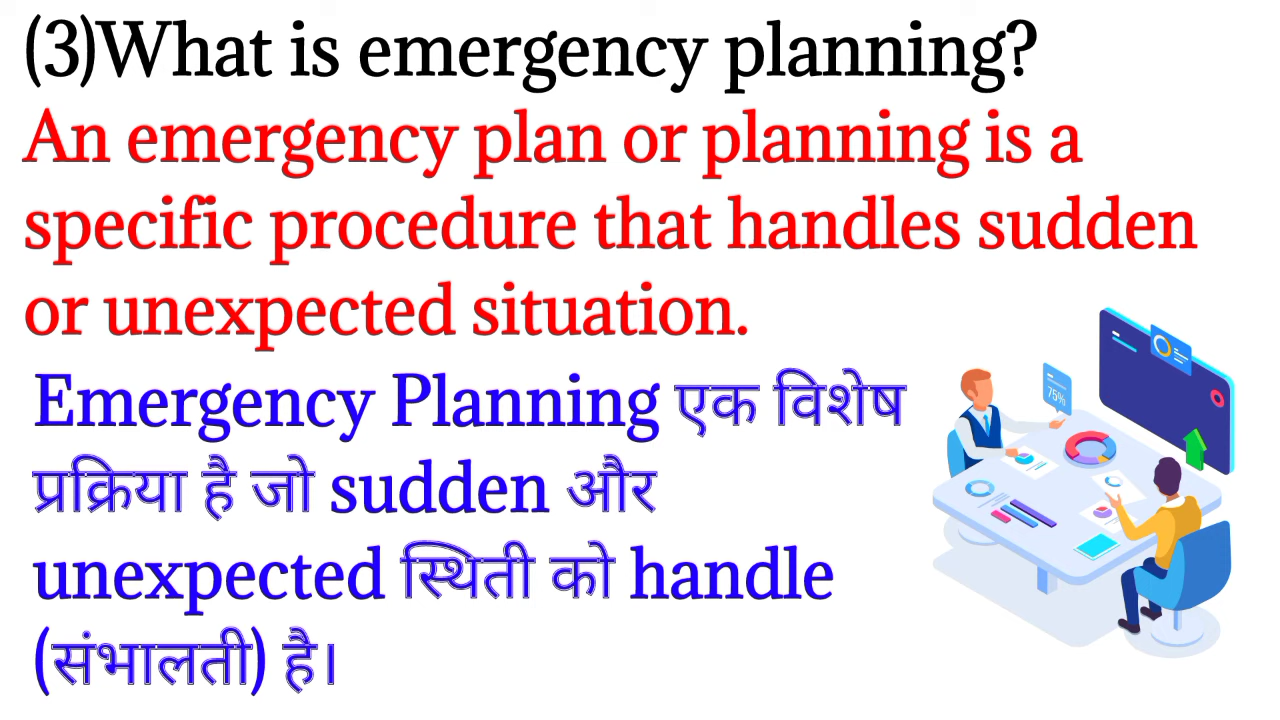 (3)What is emergency planning?
An emergency plan or planning is a
specific procedure that handles sudden
or unexpected situation.
Emergency Planning एक विशेष
प्रक्रिया है जो sudden और
unexpected स्थिती को handle
(संभालती) है।
75%